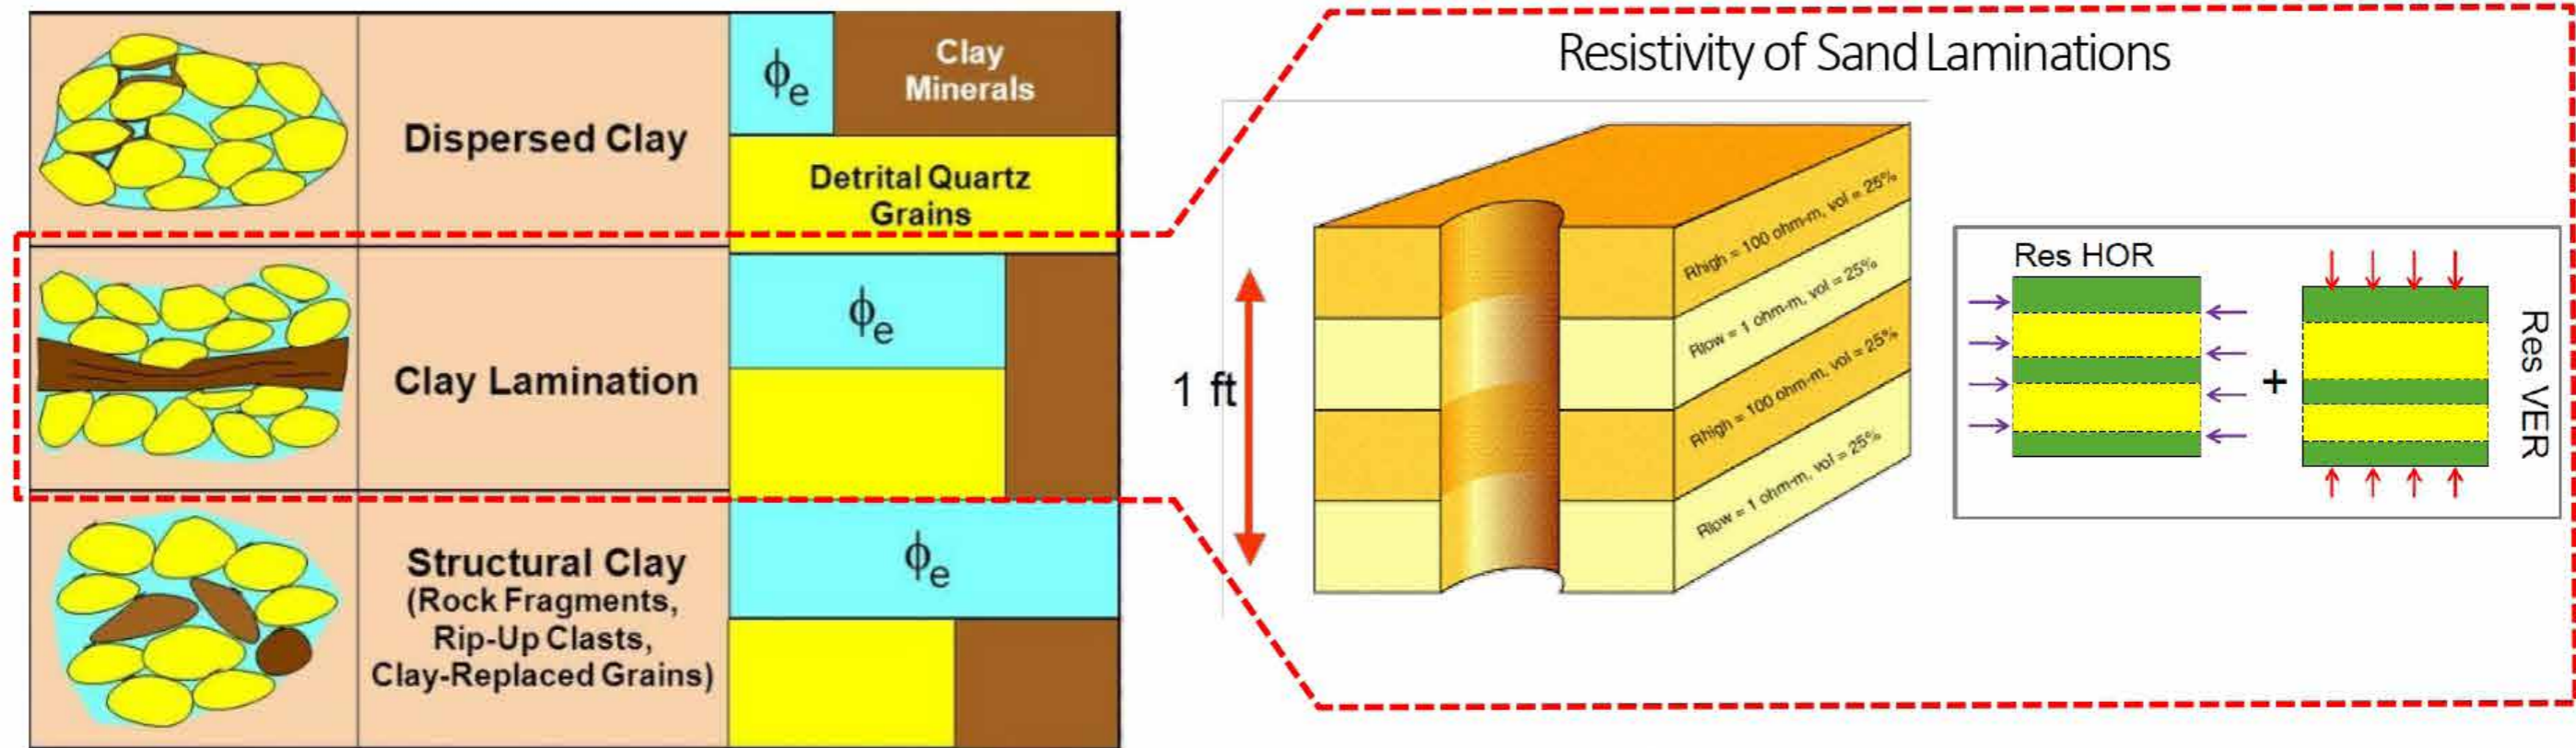 ϕe
Clay
Minerals
Dispersed Clay
Detrital Quartz
Grains
ϕe
Clay Lamination
ϕe
Structural Clay
(Rock Fragments,
Rip-Up Clasts,
Clay-Replaced Grains)
Resistivity of Sand Laminations
1 ft
Rhigh = 100 ohm-m, vol = 25%
Rlow = 1 ohm-m, vol = 25%
Rhigh = 100 ohm-m, vol = 25%
Rlow = 1 ohm-m, vol = 25%
Res HOR
+
Res VER